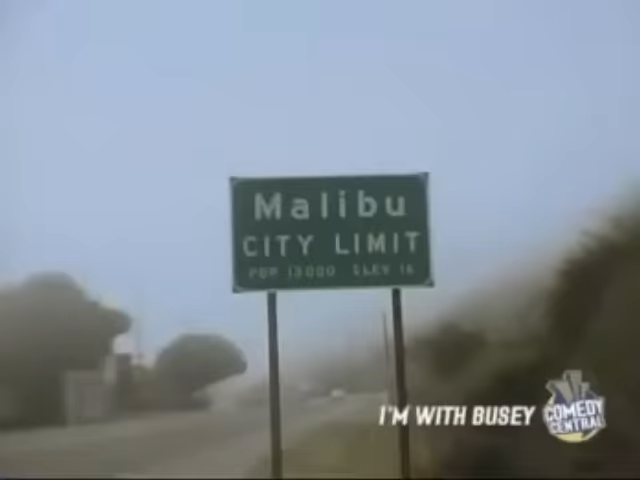 Malibu
CITY LIMIT
POP 13000 ELEV 16
I'M WITH BUSEY
COMEDY
CENTRAL